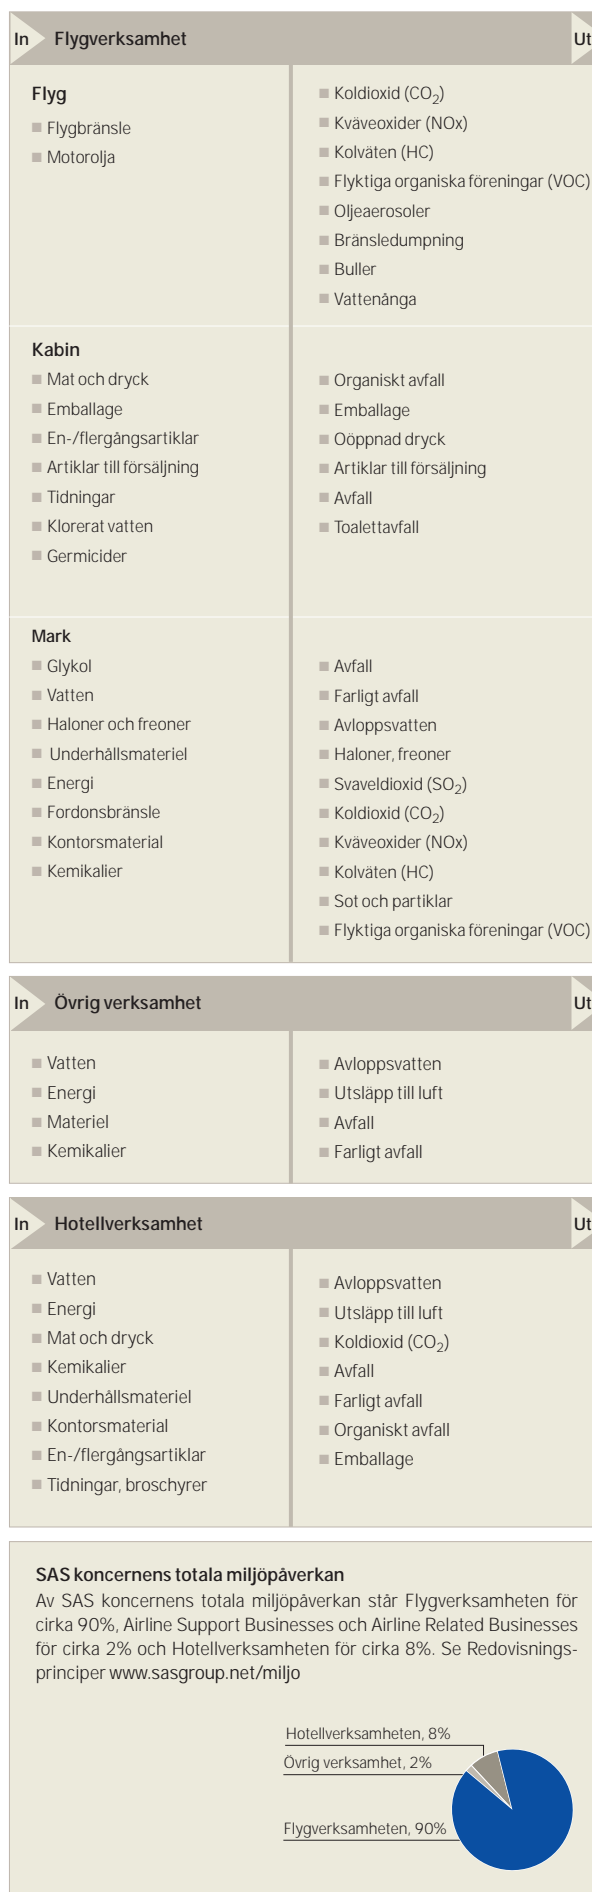 In Flygverksamhet Ut
Flyg
Flygbränsle
Motorolja
Koldioxid (CO₂)
Kväveoxider (NOx)
Kolväten (HC)
Flyktiga organiska föreningar (VOC)
Oljeaerosoler
Bränsledumpning
Buller
Vattenånga
Kabin
Mat och dryck
Emballage
En-/flergångsartiklar
Artiklar till försäljning
Tidningar
Klorerat vatten
Germicider
Organiskt avfall
Emballage
Oöppnad dryck
Artiklar till försäljning
Avfall
Toalettavfall
Mark
Glykol
Vatten
Haloner och freoner
Underhållsmateriel
Energi
Fordonsbränsle
Kontorsmaterial
Kemikalier
Avfall
Farligt avfall
Avloppsvatten
Haloner, freoner
Svaveldioxid (SO₂)
Koldioxid (CO₂)
Kväveoxider (NOx)
Kolväten (HC)
Sot och partiklar
Flyktiga organiska föreningar (VOC)
In Övrig verksamhet Ut
Vatten
Energi
Materiel
Kemikalier
Avloppsvatten
Utsläpp till luft
Avfall
Farligt avfall
In Hotellverksamhet Ut
Vatten
Energi
Mat och dryck
Kemikalier
Underhållsmateriel
Kontorsmaterial
En-/flergångsartiklar
Tidningar, broschyrer
Avloppsvatten
Utsläpp till luft
Koldioxid (CO₂)
Avfall
Farligt avfall
Organiskt avfall
Emballage
SAS koncernens totala miljöpåverkan
Av SAS koncernens totala miljöpåverkan står Flygverksamheten för
cirka 90%, Airline Support Businesses och Airline Related Businesses
för cirka 2% och Hotellverksamheten för cirka 8%. Se Redovisnings-
principer www.sasgroup.net/miljo
Hotellverksamheten, 8%
Övrig verksamhet, 2%
Flygverksamheten, 90%